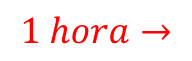 1 hora →